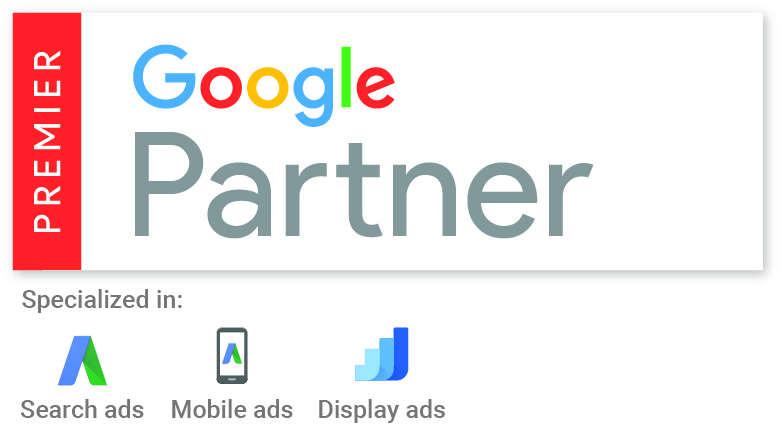 PREMIER
Google
Partner
Specialized in:
Search ads Mobile ads Display ads